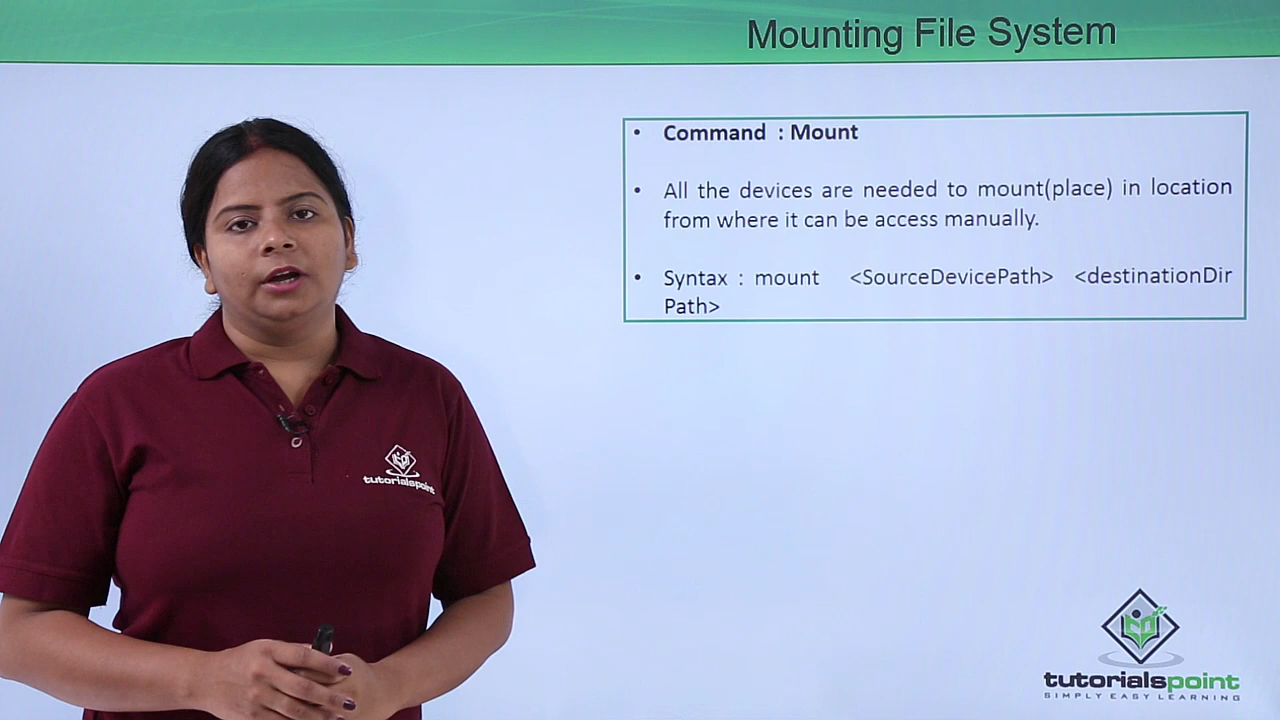 Mounting File System
• Command : Mount
• All the devices are needed to mount(place) in location
from where it can be access manually.
• Syntax : mount <SourceDevicePath> <destinationDir
Path>
tutorialspoint
tutorialspoint
SIMPLY EASY LEARNING